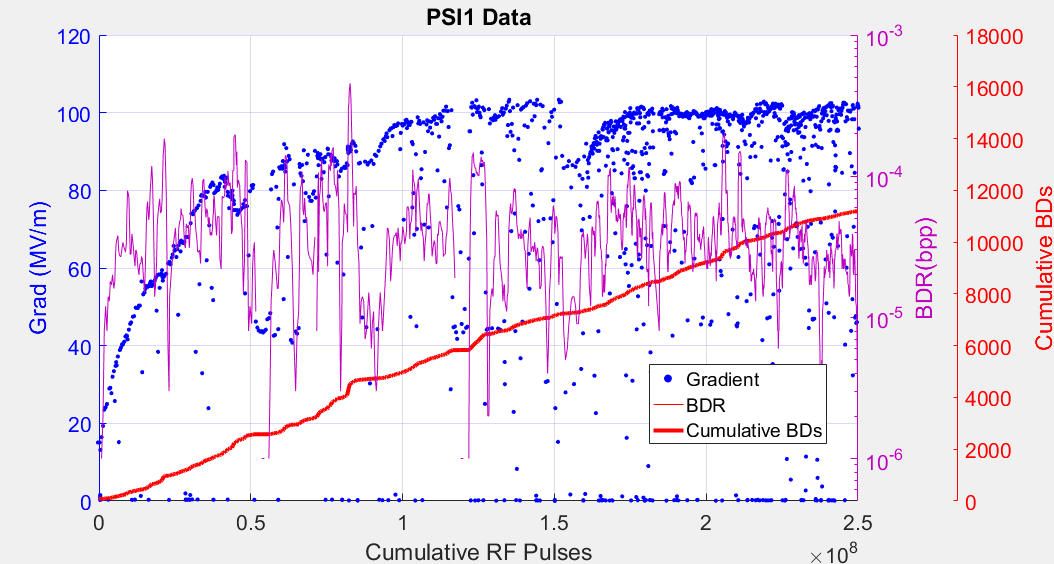 PSI1 Data
Grad (MV/m)
120
100
80
60
40
20
0
BDR(bpp)
10^-3
10^-4
10^-5
10^-6
Cumulative BDs
18000
16000
14000
12000
10000
8000
6000
4000
2000
0
Gradient
BDR
Cumulative BDs
0 0.5 1 1.5 2 2.5
Cumulative RF Pulses
×10^8